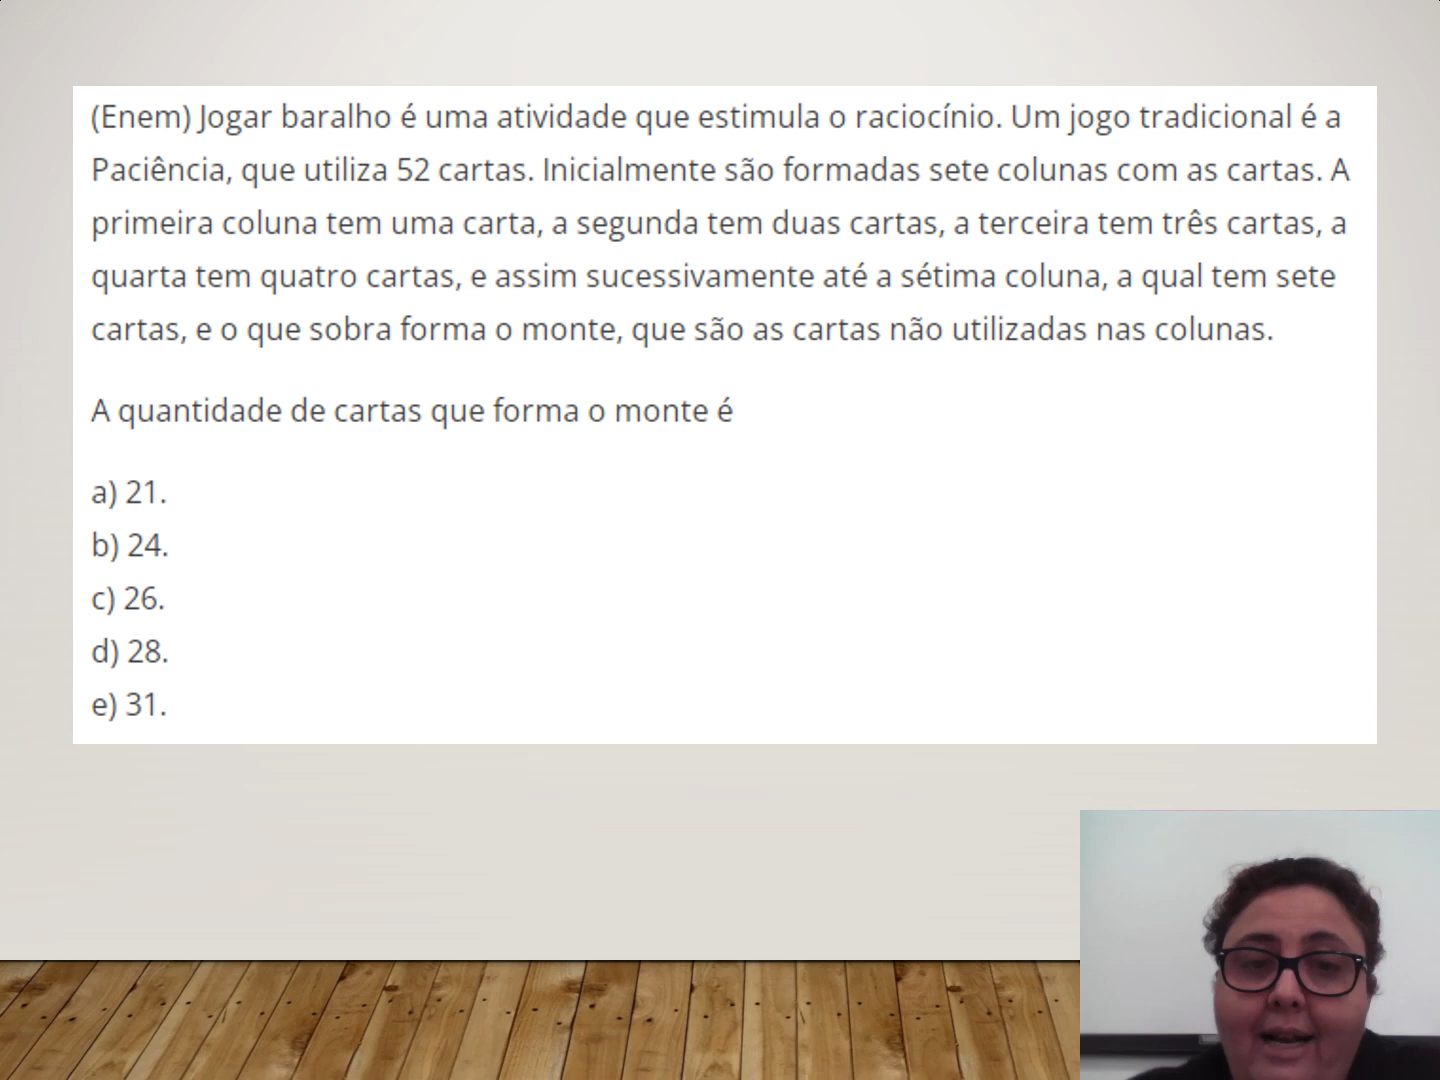 (Enem) Jogar baralho é uma atividade que estimula o raciocínio. Um jogo tradicional é a
Paciência, que utiliza 52 cartas. Inicialmente são formadas sete colunas com as cartas. A
primeira coluna tem uma carta, a segunda tem duas cartas, a terceira tem três cartas, a
quarta tem quatro cartas, e assim sucessivamente até a sétima coluna, a qual tem sete
cartas, e o que sobra forma o monte, que são as cartas não utilizadas nas colunas.
A quantidade de cartas que forma o monte é
a) 21.
b) 24.
c) 26.
d) 28.
e) 31.